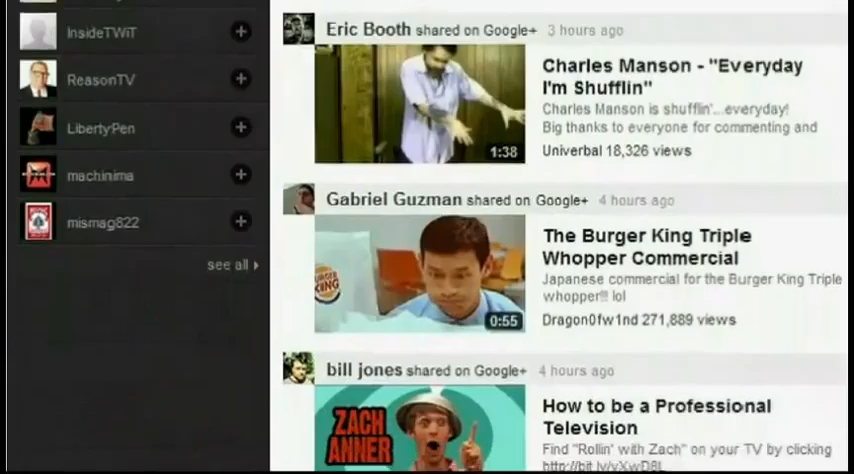 InsideTWiT
ReasonTV
LibertyPen
machinima
mismag822
see all
Eric Booth shared on Google+ 3 hours ago
1:38
Charles Manson - "Everyday
I'm Shufflin"
Charles Manson is shufflin'...everyday!
Big thanks to everyone for commenting and
Univerbal 18,326 views
Gabriel Guzman shared on Google+ 4 hours ago
BURGER
KING
0:55
The Burger King Triple
Whopper Commercial
Japanese commercial for the Burger King Triple
whopper!! lol
Dragon0fw1nd 271,889 views
bill jones shared on Google+ 4 hours ago
ZACH
ANNER
How to be a Professional
Television
Find "Rollin' with Zach" on your TV by clicking